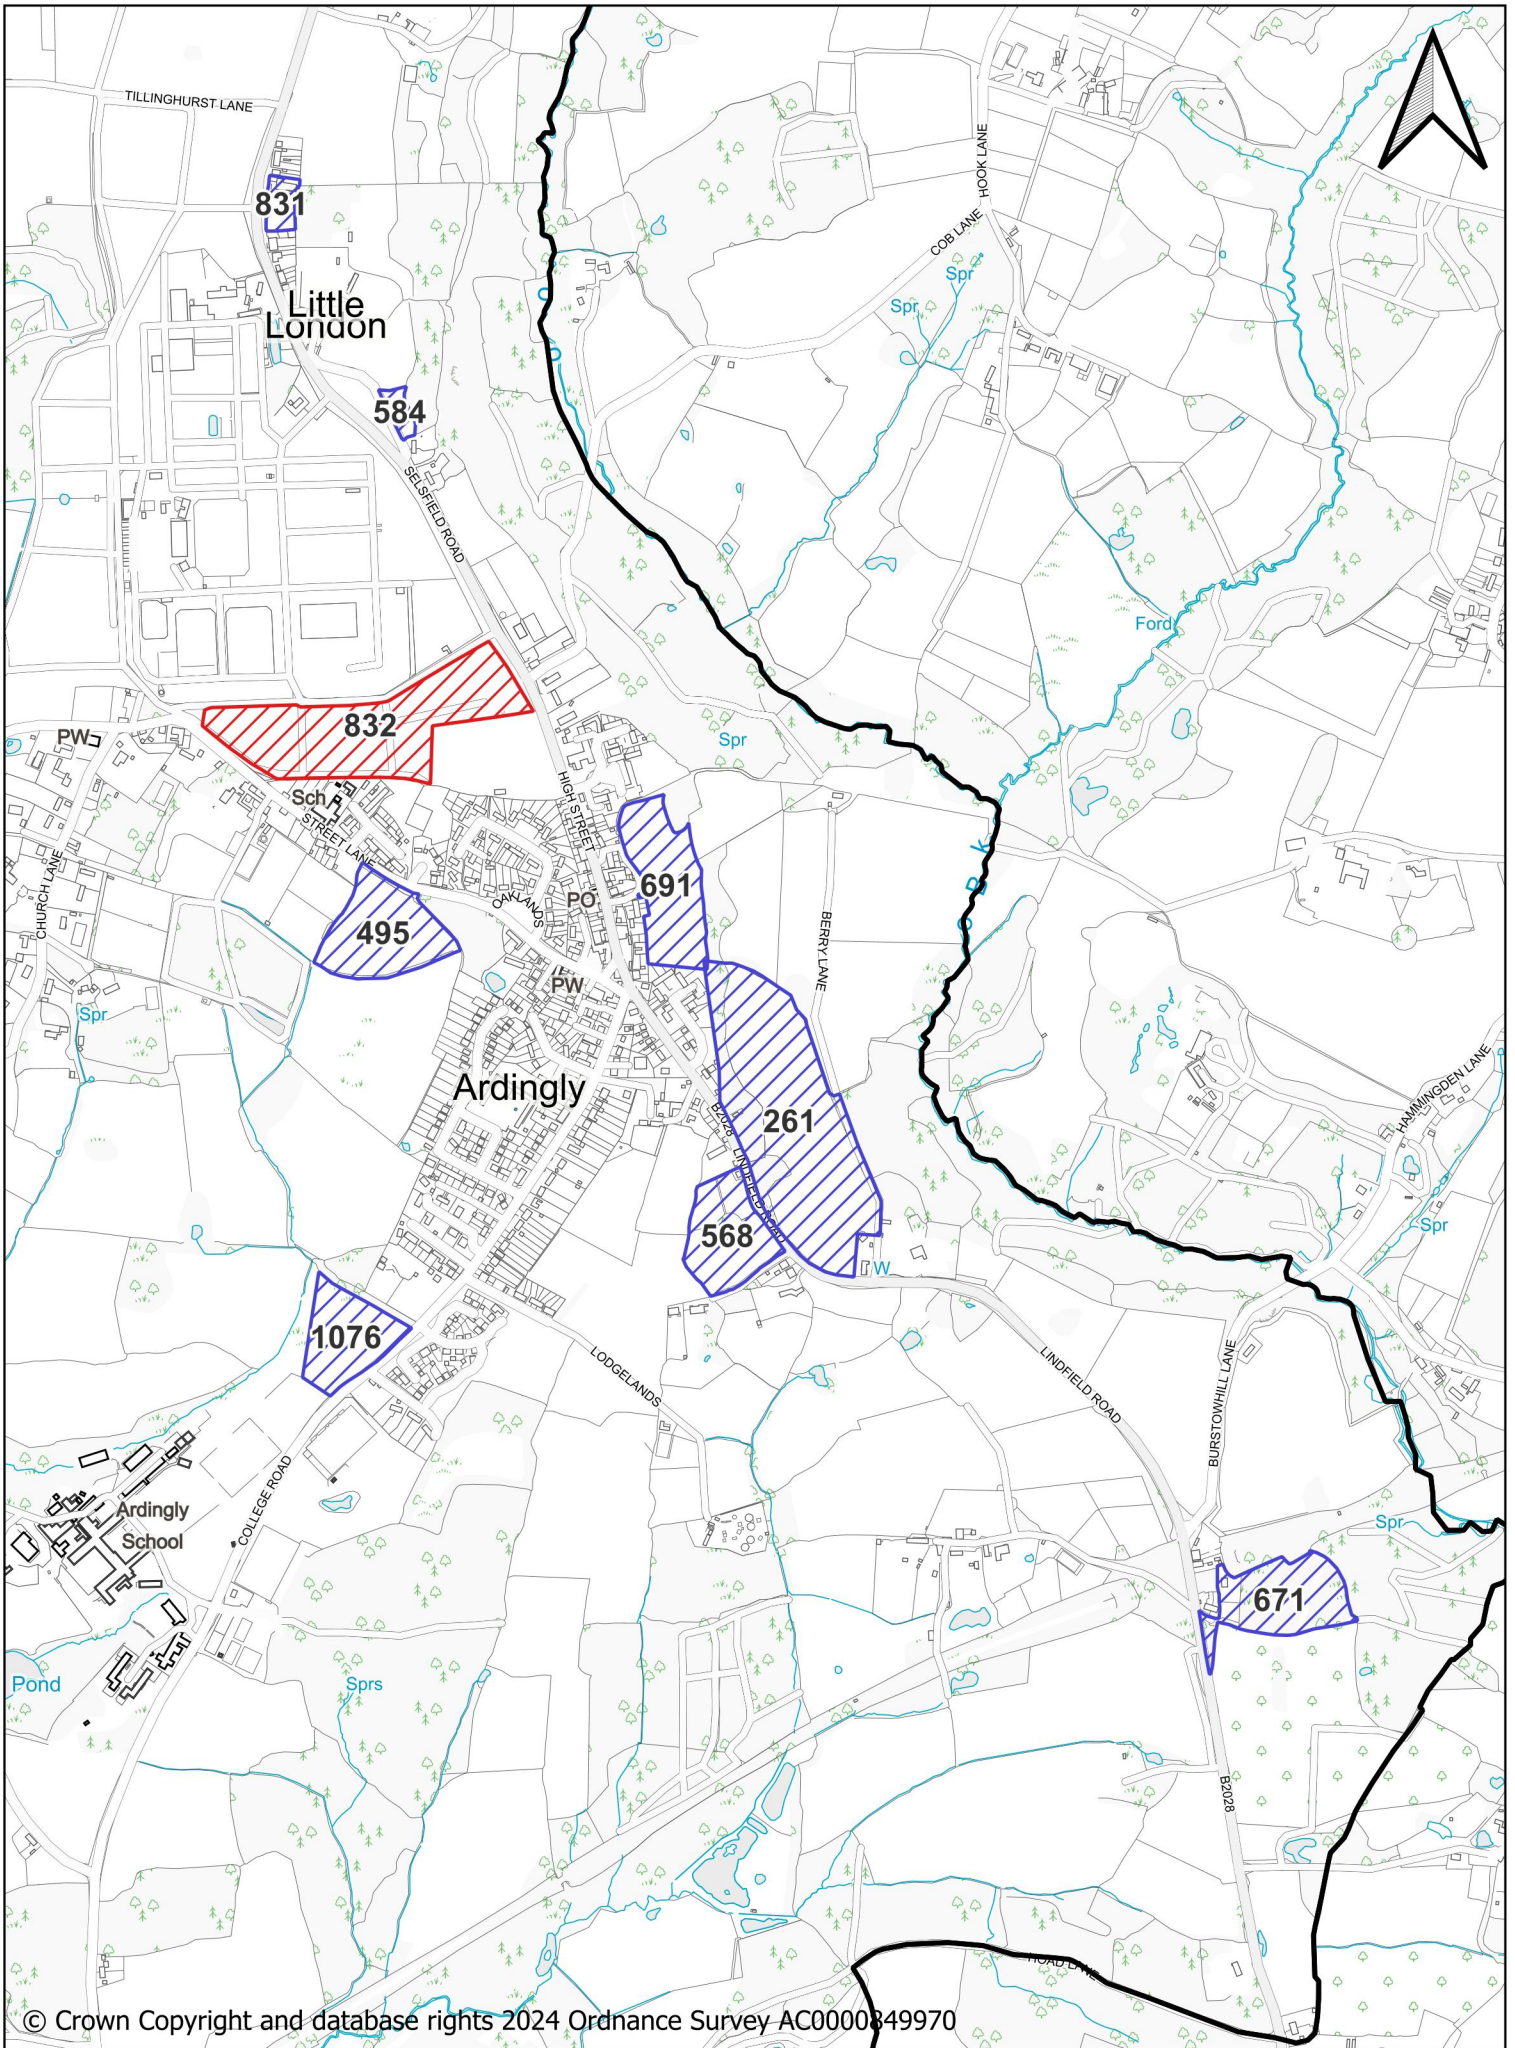 TILLINGHURST LANE
HOOK LANE
831
COB LANE
Spr
Spr
Little
London
584
SELSFIELD ROAD
Ford
832
PW
Spr
Sch
STREET LANE
HIGH STREET
CHURCH LANE
691
PO
OAKLANDS
495
BERRY LANE
B k
PW
Spr
HAMMINGDEN LANE
Ardingly
261
B2028
LINDFIELD ROAD
568
Spr
W
1076
LODGELANDS
LINDFIELD ROAD
BURSTOWHILL LANE
COLLEGE ROAD
Ardingly
School
Spr
671
Pond
Sprs
B2028
ROAD LANE
© Crown Copyright and database rights 2024 Ordnance Survey AC0000849970